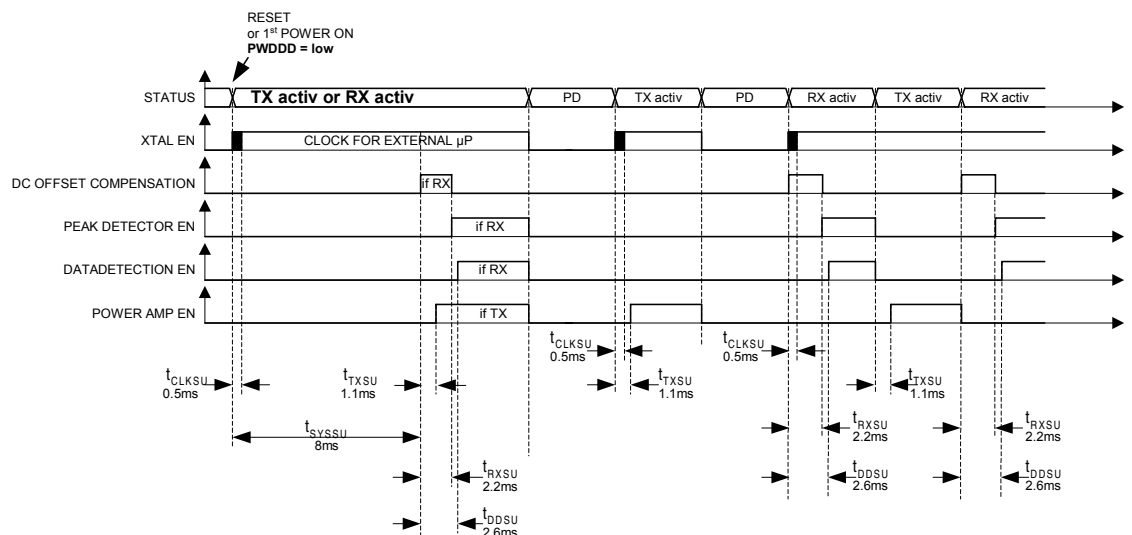 RESET
or 1st POWER ON
PWDDD = low
STATUS
TX activ or RX activ
PD
TX activ
PD
RX activ
TX activ
RX activ
XTAL EN
CLOCK FOR EXTERNAL µP
DC OFFSET COMPENSATION
if RX
PEAK DETECTOR EN
if RX
DATADETECTION EN
if RX
POWER AMP EN
if TX
tCLKSU
0.5ms
tCLKSU
0.5ms
tCLKSU
0.5ms
tTXSU
1.1ms
tTXSU
1.1ms
tTXSU
1.1ms
tSYSSU
8ms
tRXSU
2.2ms
tRXSU
2.2ms
tRXSU
2.2ms
tDDSU
2.6ms
tDDSU
2.6ms
tDDSU
2.6ms